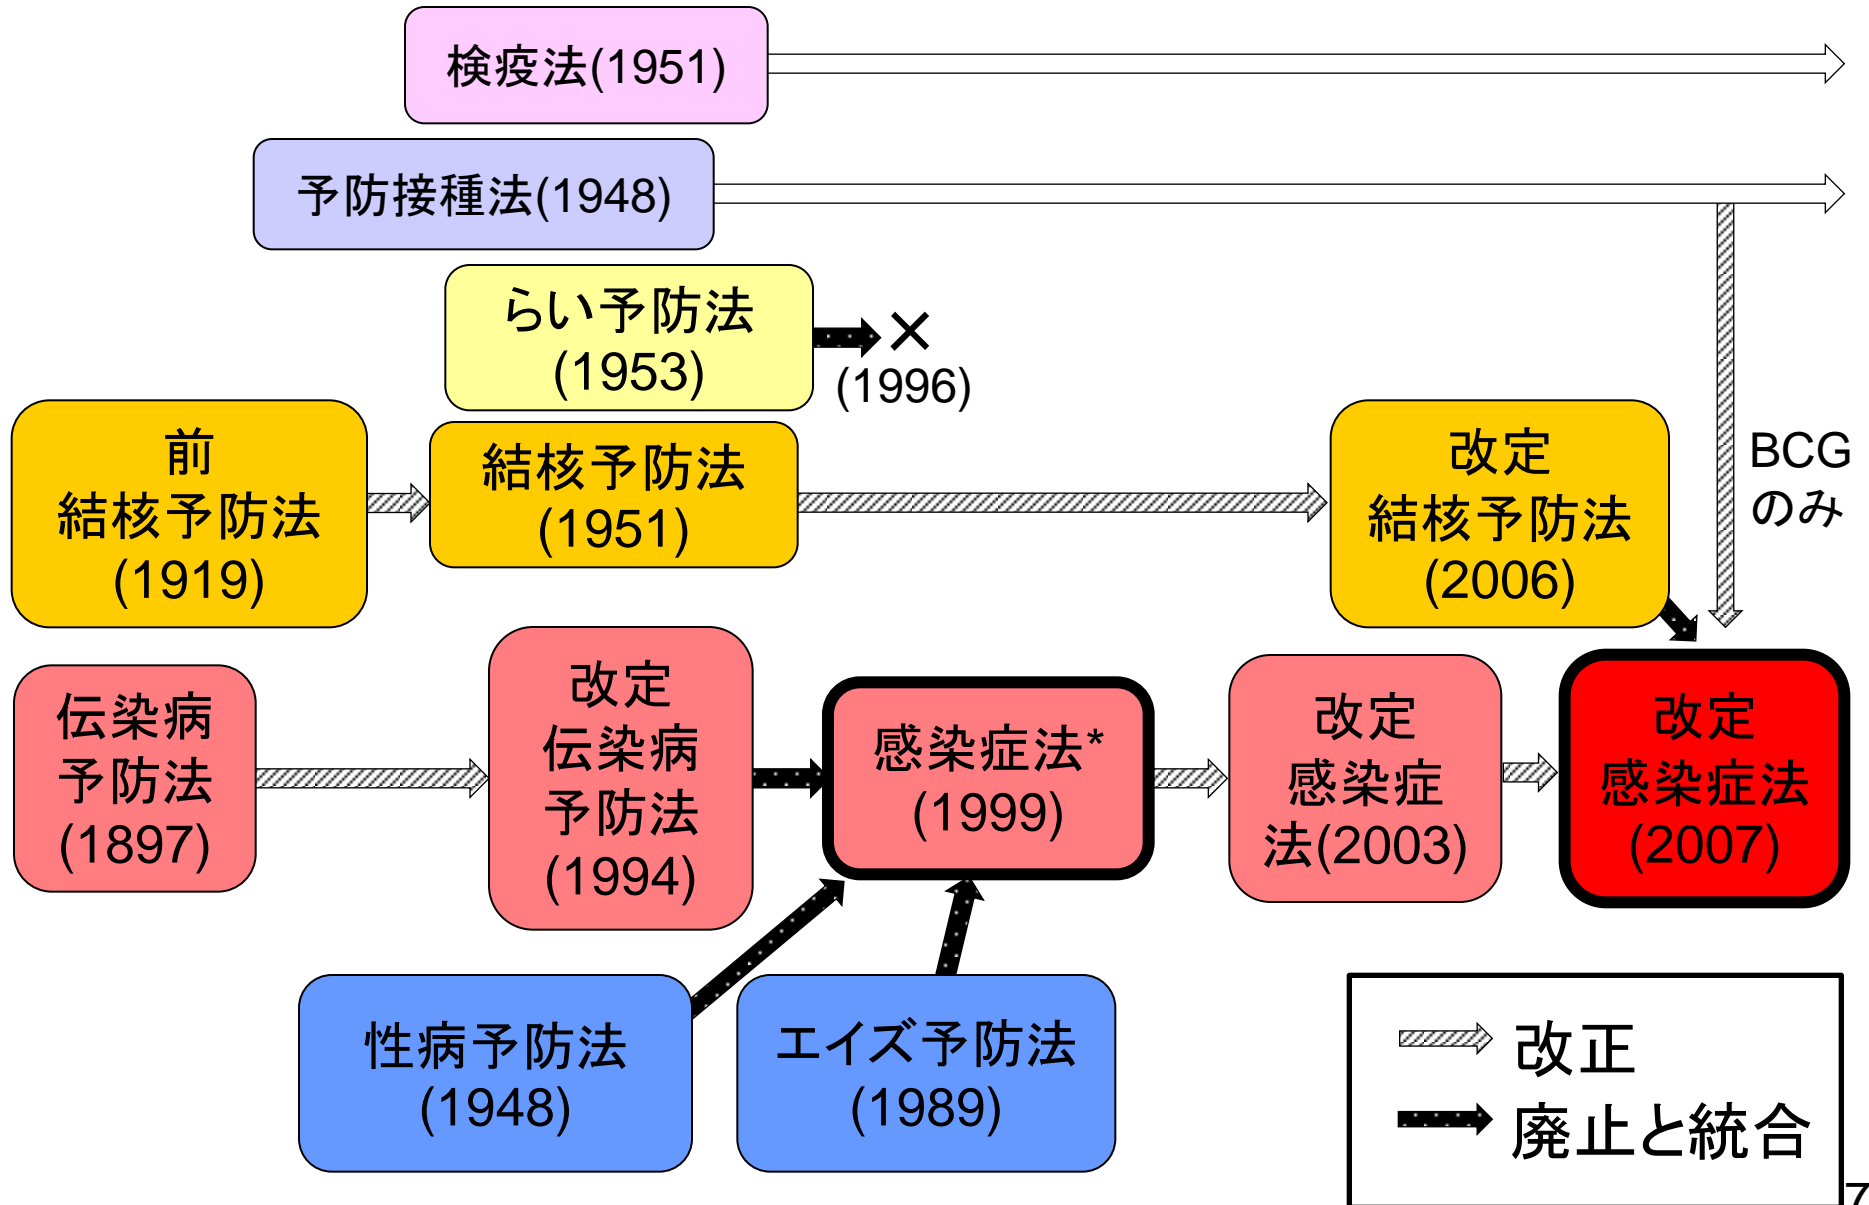 検疫法(1951)
予防接種法(1948)
らい予防法
(1953)
×
(1996)
前
結核予防法
(1919)
結核予防法
(1951)
改定
結核予防法
(2006)
BCG
のみ
伝染病
予防法
(1897)
改定
伝染病
予防法
(1994)
感染症法*
(1999)
改定
感染症
法(2003)
改定
感染症法
(2007)
性病予防法
(1948)
エイズ予防法
(1989)
改正
廃止と統合
7